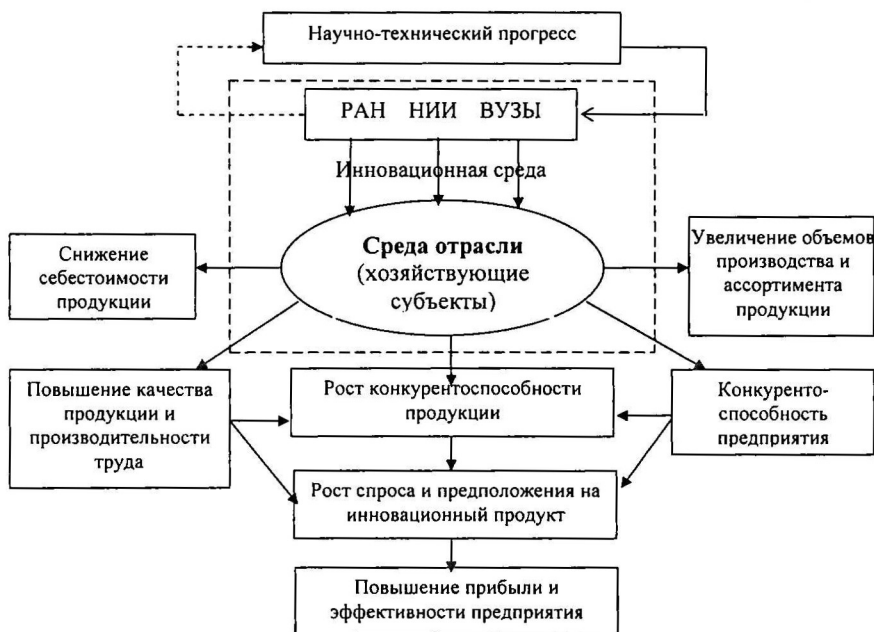 Научно-технический прогресс
РАН НИИ ВУЗЫ
Инновационная среда
Среда отрасли
(хозяйствующие
субъекты)
Снижение
себестоимости
продукции
Увеличение объемов
производства и
ассортимента
продукции
Повышение качества
продукции и
производительности
труда
Рост конкурентоспособности
продукции
Конкуренто-
способность
предприятия
Рост спроса и предположения на
инновационный продукт
Повышение прибыли и
эффективности предприятия